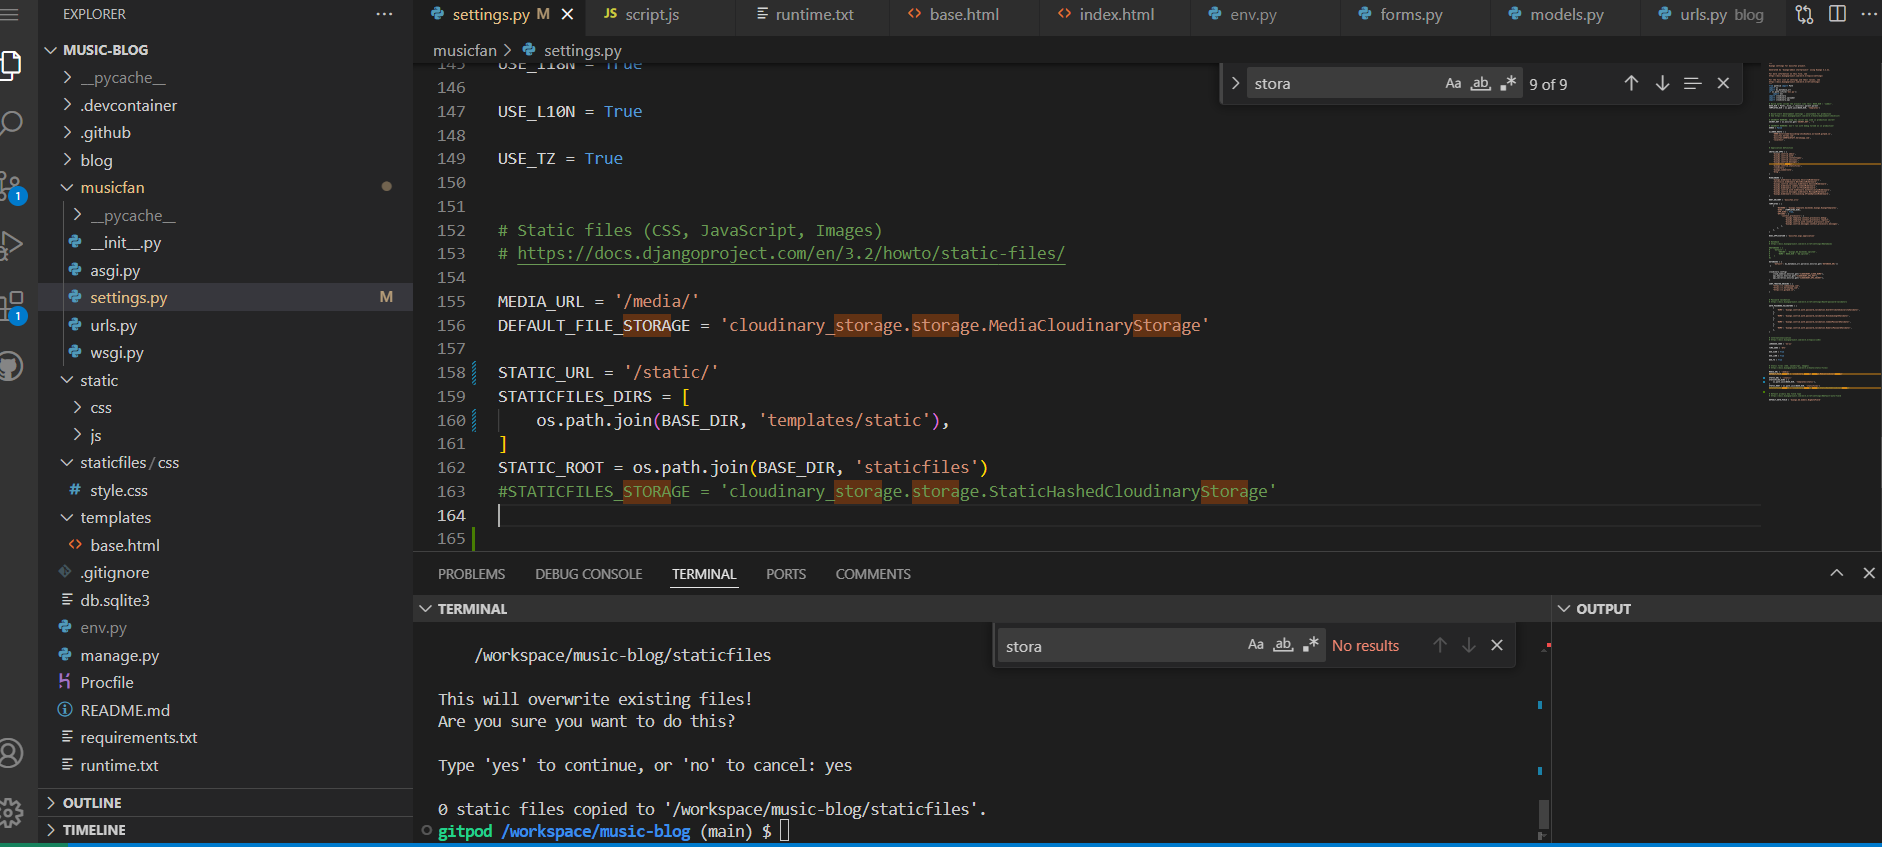 EXPLORER
MUSIC-BLOG
__pycache__
.devcontainer
.github
blog
musicfan
__pycache__
__init__.py
asgi.py
settings.py M
urls.py
wsgi.py
static
css
js
staticfiles / css
style.css
templates
base.html
.gitignore
db.sqlite3
env.py
manage.py
Procfile
README.md
requirements.txt
runtime.txt
OUTLINE
TIMELINE
1
1
settings.py M
JS script.js
runtime.txt
base.html
index.html
env.py
forms.py
models.py
urls.py blog
musicfan > settings.py
stora Aa ab 9 of 9
145 USE_I18N = True
146
147 USE_L10N = True
148
149 USE_TZ = True
150
151
152 # Static files (CSS, JavaScript, Images)
153 # https://docs.djangoproject.com/en/3.2/howto/static-files/
154
155 MEDIA_URL = '/media/'
156 DEFAULT_FILE_STORAGE = 'cloudinary_storage.storage.MediaCloudinaryStorage'
157
158 STATIC_URL = '/static/'
159 STATICFILES_DIRS = [
160 os.path.join(BASE_DIR, 'templates/static'),
161 ]
162 STATIC_ROOT = os.path.join(BASE_DIR, 'staticfiles')
163 #STATICFILES_STORAGE = 'cloudinary_storage.storage.StaticHashedCloudinaryStorage'
164
165
PROBLEMS DEBUG CONSOLE TERMINAL PORTS COMMENTS
TERMINAL
OUTPUT
stora Aa ab No results
/workspace/music-blog/staticfiles
This will overwrite existing files!
Are you sure you want to do this?
Type 'yes' to continue, or 'no' to cancel: yes
0 static files copied to '/workspace/music-blog/staticfiles'.
gitpod /workspace/music-blog (main) $